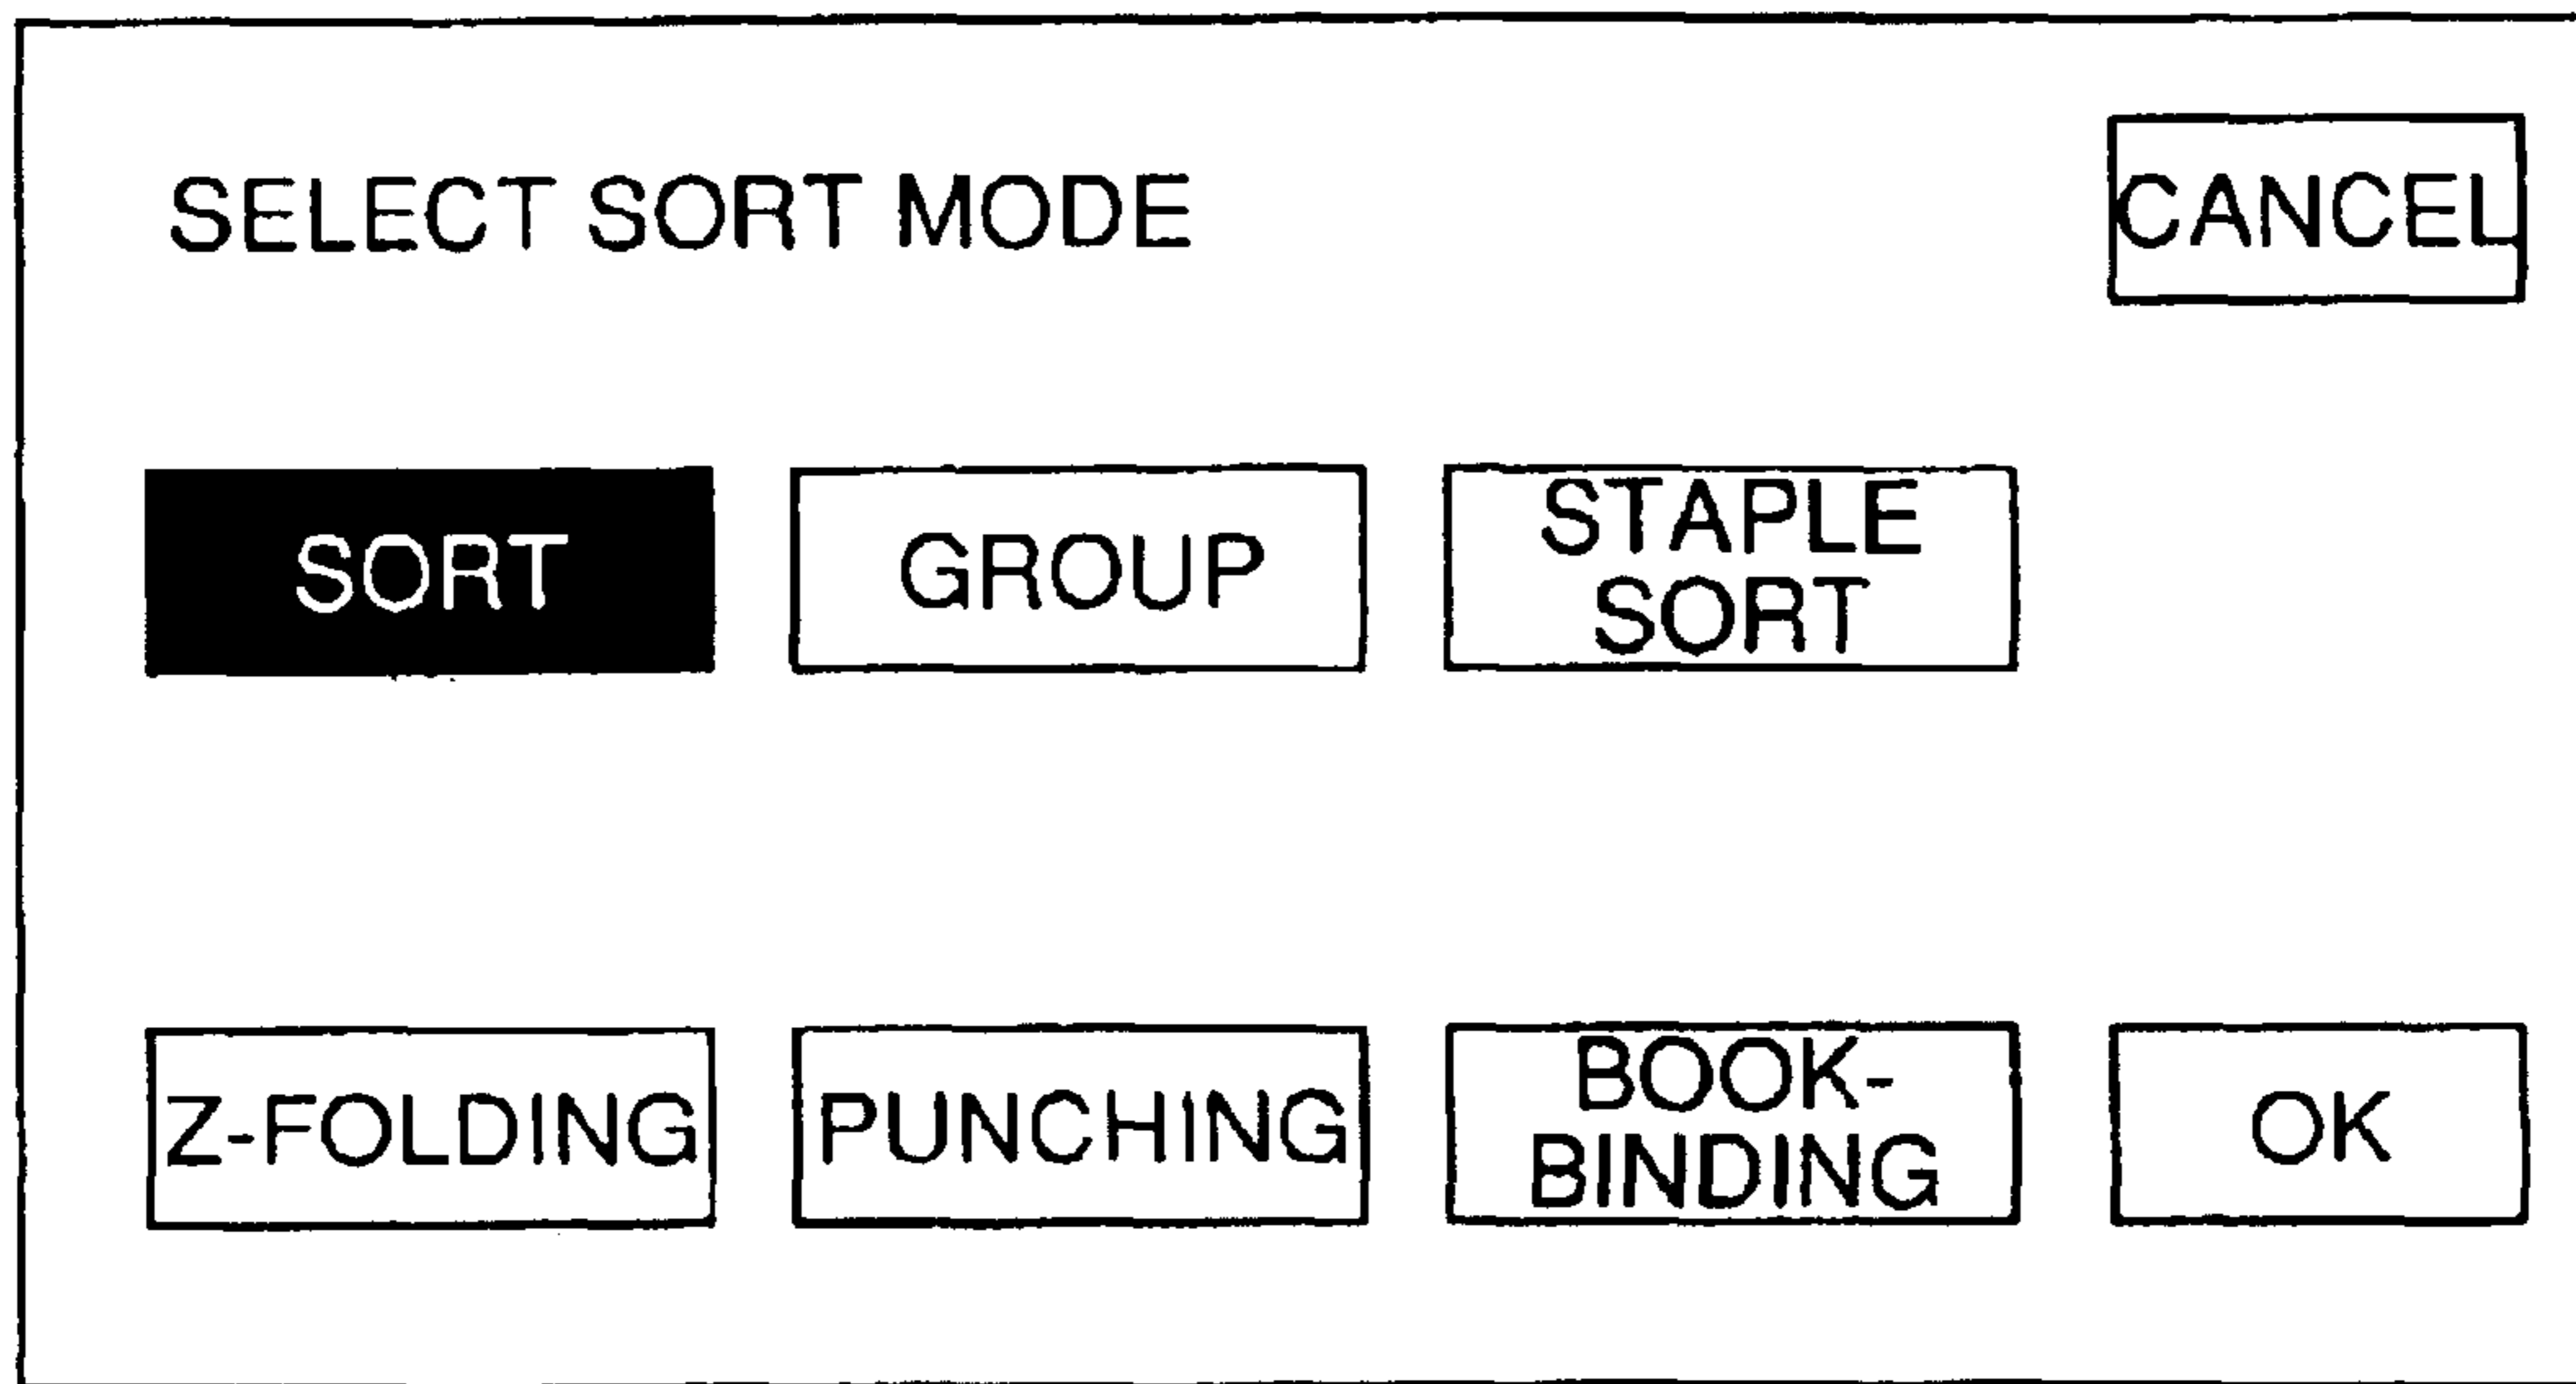 SELECT SORT MODE
CANCEL
SORT
GROUP
STAPLE
SORT
Z-FOLDING
PUNCHING
BOOK-
BINDING
OK